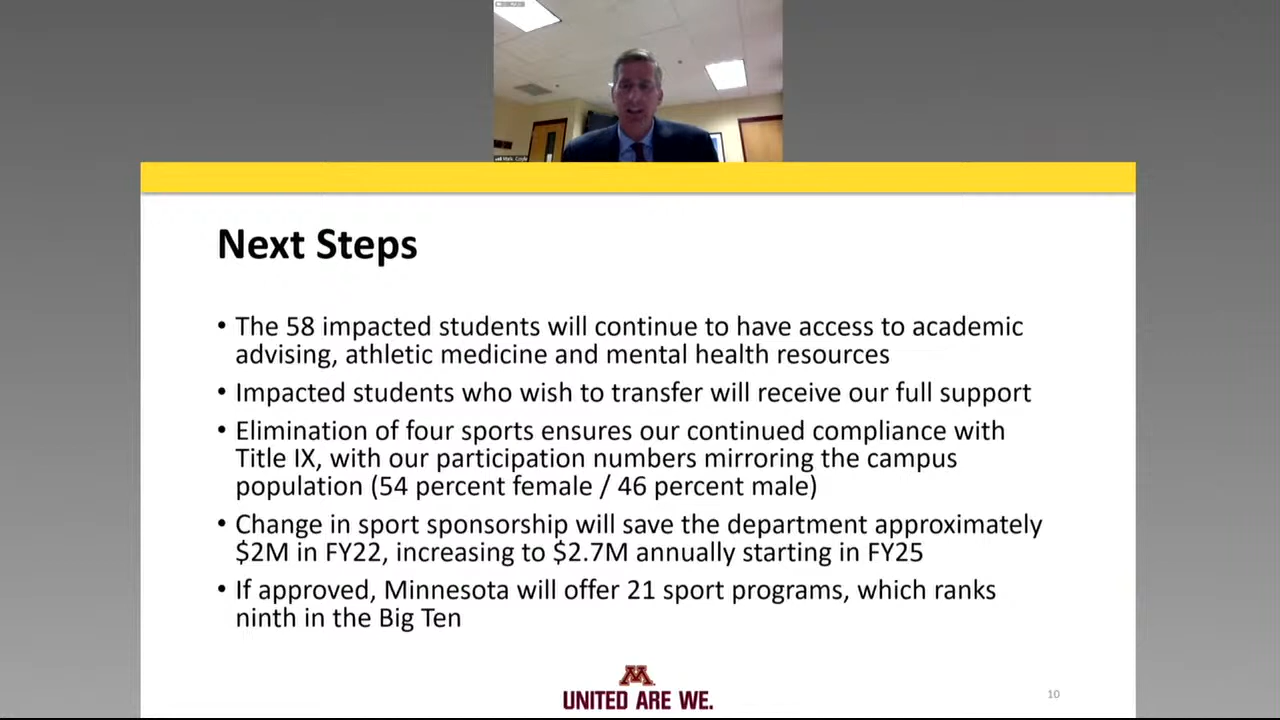 Mark Coyle
Next Steps
• The 58 impacted students will continue to have access to academic
advising, athletic medicine and mental health resources
• Impacted students who wish to transfer will receive our full support
• Elimination of four sports ensures our continued compliance with
Title IX, with our participation numbers mirroring the campus
population (54 percent female / 46 percent male)
• Change in sport sponsorship will save the department approximately
$2M in FY22, increasing to $2.7M annually starting in FY25
• If approved, Minnesota will offer 21 sport programs, which ranks
ninth in the Big Ten
M
UNITED ARE WE.
10